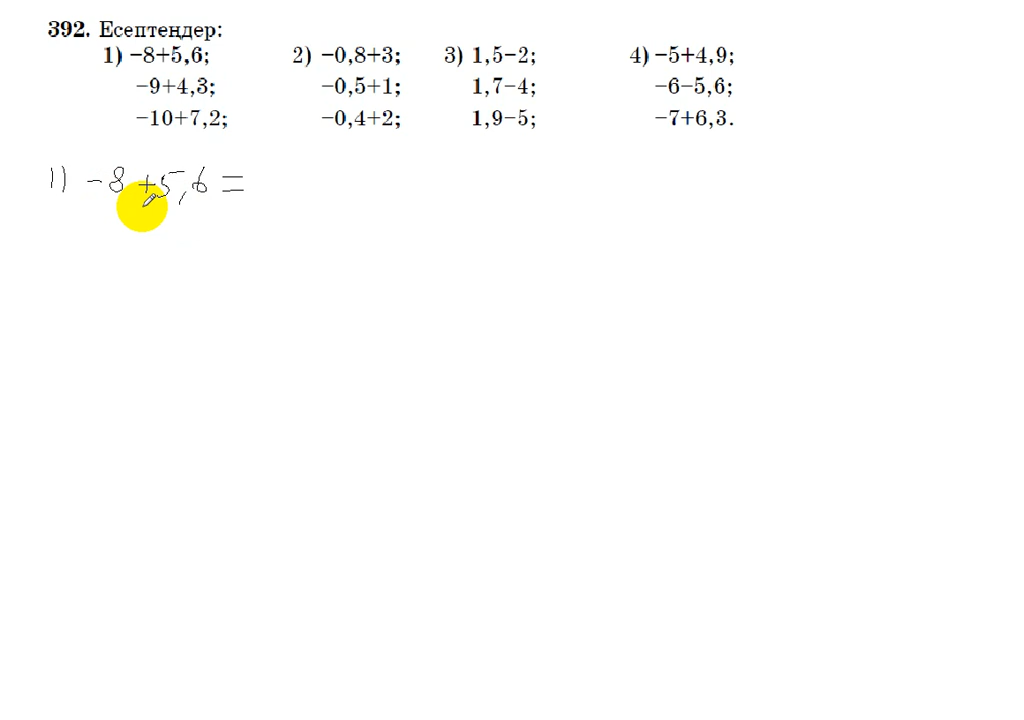 392. Есептеңдер:
1) −8+5,6; 2) −0,8+3; 3) 1,5−2; 4) −5+4,9;
−9+4,3; −0,5+1; 1,7−4; −6−5,6;
−10+7,2; −0,4+2; 1,9−5; −7+6,3.
1) -8+5,6=